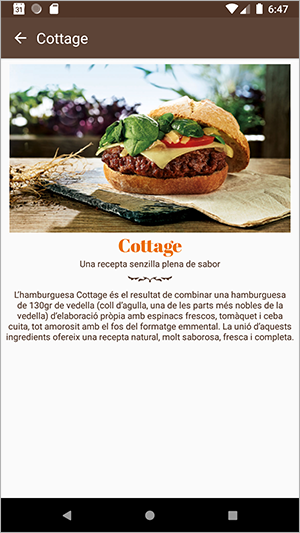 31 6:47
Cottage
Cottage
Una recepta senzilla plena de sabor
L'hamburguesa Cottage és el resultat de combinar una hamburguesa
de 130gr de vedella (coll d'agulla, una de les parts més nobles de la
vedella) d'elaboració pròpia amb espinacs frescos, tomàquet i ceba
cuita, tot amorosit amb el fos del formatge emmental. La unió d'aquests
ingredients ofereix una recepta natural, molt saborosa, fresca i completa.